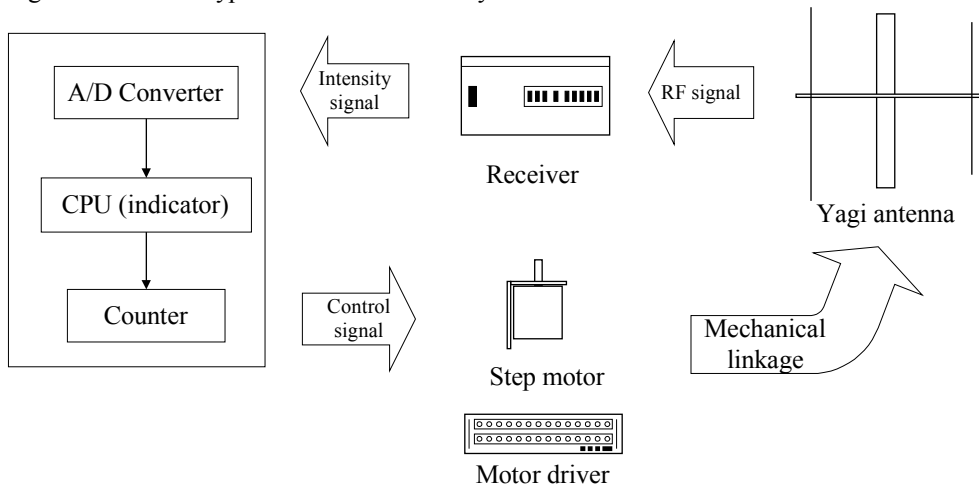 A/D Converter
CPU (indicator)
Counter
Intensity
signal
Receiver
RF signal
Yagi antenna
Control
signal
Step motor
Motor driver
Mechanical
linkage